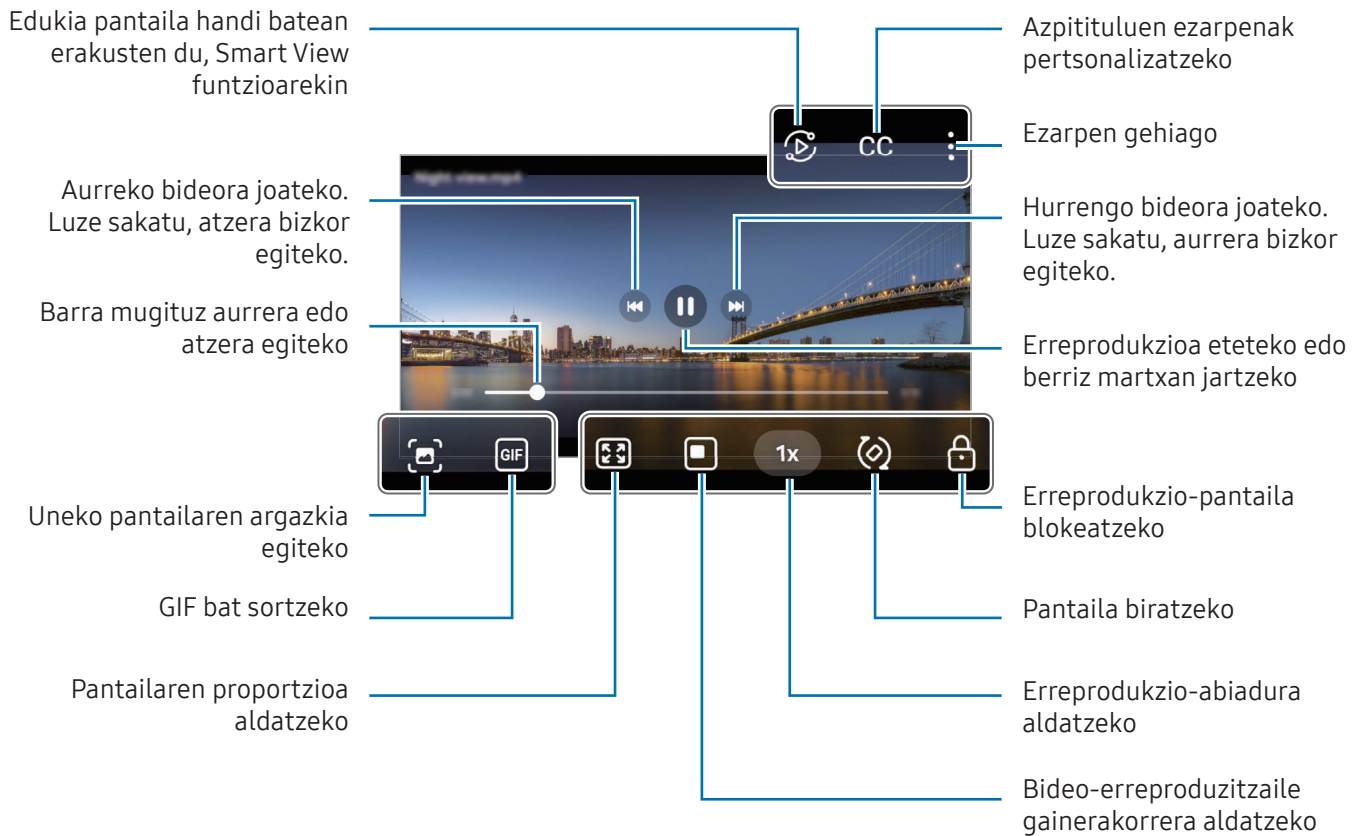 Edukia pantaila handi batean
erakusten du, Smart View
funtzioarekin
Aurreko bideora joateko.
Luze sakatu, atzera bizkor
egiteko.
Barra mugituz aurrera edo
atzera egiteko
Uneko pantailaren argazkia
egiteko
GIF bat sortzeko
Pantailaren proportzioa
aldatzeko
CC
Night view.mp4
GIF
1x
Azpitituluen ezarpenak
pertsonalizatzeko
Ezarpen gehiago
Hurrengo bideora joateko.
Luze sakatu, aurrera bizkor
egiteko.
Erreprodukzioa eteteko edo
berriz martxan jartzeko
Erreprodukzio-pantaila
blokeatzeko
Pantaila biratzeko
Erreprodukzio-abiadura
aldatzeko
Bideo-erreproduzitzaile
gainerakorrera aldatzeko